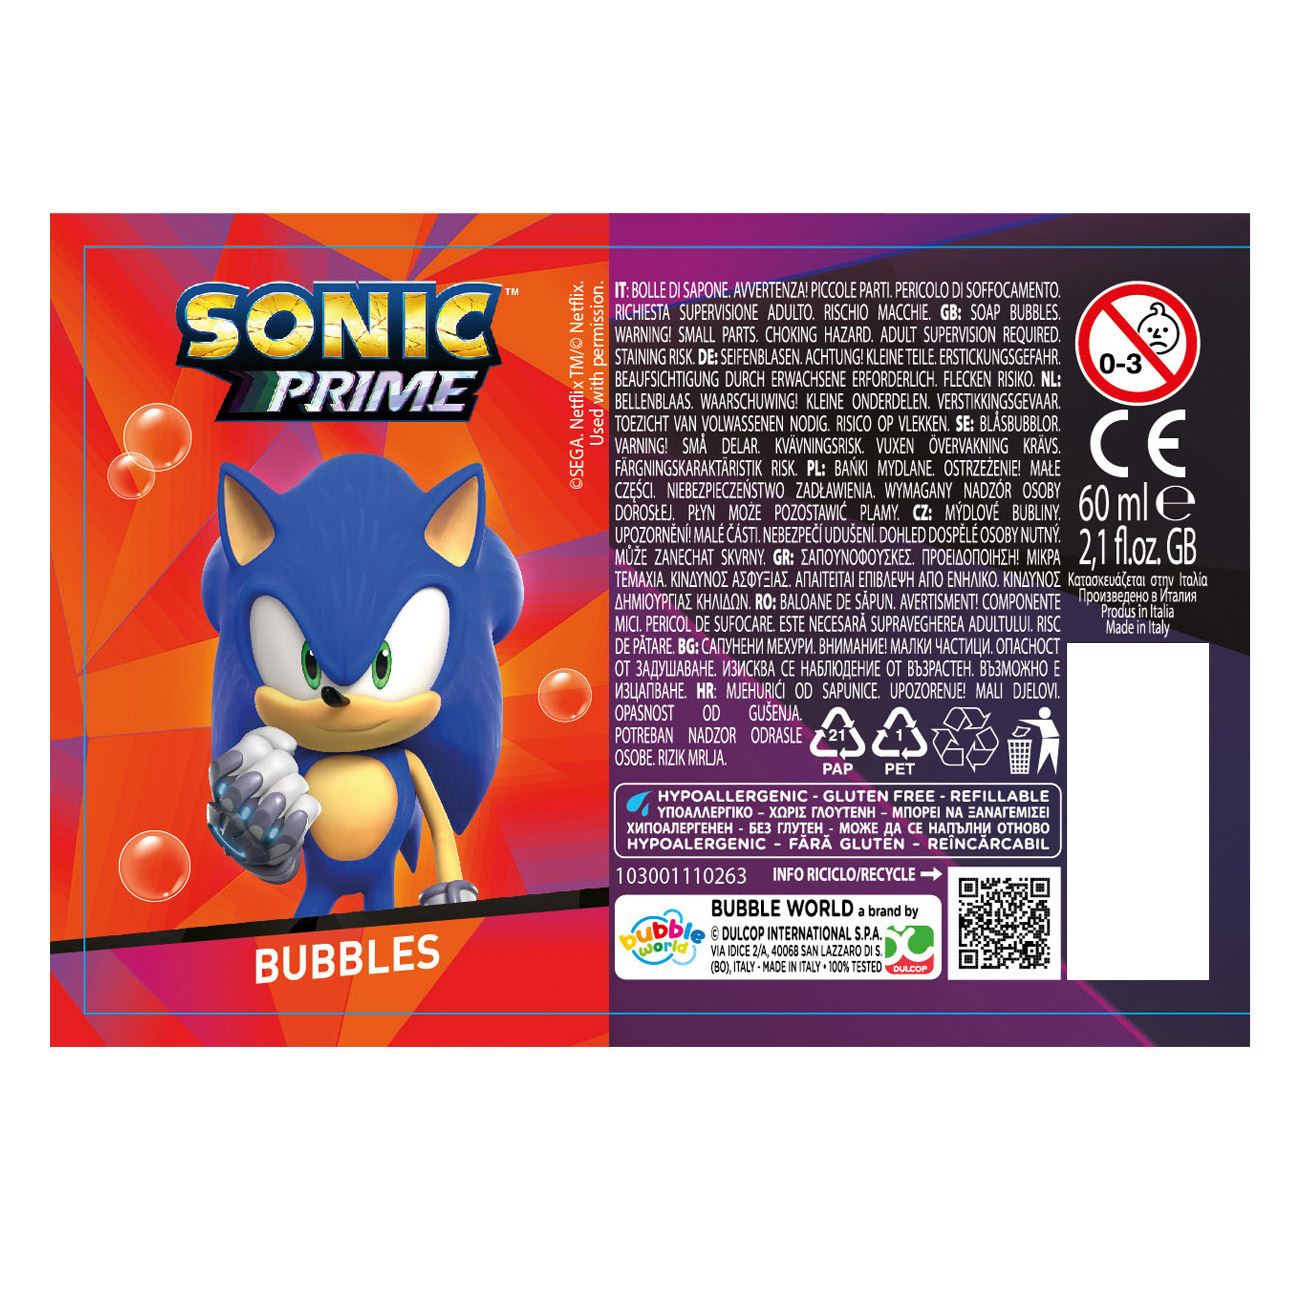 SONIC™
PRIME
BUBBLES
©SEGA. Netflix TM/© Netflix.
Used with permission.
IT: BOLLE DI SAPONE. AVVERTENZA! PICCOLE PARTI. PERICOLO DI SOFFOCAMENTO.
RICHIESTA SUPERVISIONE ADULTO. RISCHIO MACCHIE. GB: SOAP BUBBLES.
WARNING! SMALL PARTS. CHOKING HAZARD. ADULT SUPERVISION REQUIRED.
STAINING RISK. DE: SEIFENBLASEN. ACHTUNG! KLEINE TEILE. ERSTICKUNGSGEFAHR.
BEAUFSICHTIGUNG DURCH ERWACHSENE ERFORDERLICH. FLECKEN RISIKO. NL:
BELLENBLAAS. WAARSCHUWING! KLEINE ONDERDELEN. VERSTIKKINGSGEVAAR.
TOEZICHT VAN VOLWASSENEN NODIG. RISICO OP VLEKKEN. SE: BLÅSBUBBLOR.
VARNING! SMÅ DELAR. KVÄVNINGSRISK. VUXEN ÖVERVAKNING KRÄVS.
FÄRGNINGSKARAKTÄRISTIK RISK. PL: BAŃKI MYDLANE. OSTRZEŻENIE! MAŁE
CZĘŚCI. NIEBEZPIECZEŃSTWO ZADŁAWIENIA. WYMAGANY NADZÓR OSOBY
DOROSŁEJ. PŁYN MOŻE POZOSTAWIĆ PLAMY. CZ: MÝDLOVÉ BUBLINY.
UPOZORNĚNÍ! MALÉ ČÁSTI. NEBEZPEČÍ UDUŠENÍ. DOHLED DOSPĚLÉ OSOBY NUTNÝ.
MŮŽE ZANECHAT SKVRNY. GR: ΣΑΠΟΥΝΟΦΟΥΣΚΕΣ. ΠΡΟΕΙΔΟΠΟΙΗΣΗ! ΜΙΚΡΑ
ΤΕΜΑΧΙΑ. ΚΙΝΔΥΝΟΣ ΑΣΦΥΞΙΑΣ. ΑΠΑΙΤΕΙΤΑΙ ΕΠΙΒΛΕΨΗ ΑΠΟ ΕΝΗΛΙΚΟ. ΚΙΝΔΥΝΟΣ
ΔΗΜΙΟΥΡΓΙΑΣ ΚΗΛΙΔΩΝ. RO: BALOANE DE SĂPUN. AVERTISMENT! COMPONENTE
MICI. PERICOL DE SUFOCARE. ESTE NECESARĂ SUPRAVEGHEREA ADULTULUI. RISC
DE PĂTARE. BG: САПУНЕНИ МЕХУРИ. ВНИМАНИЕ! МАЛКИ ЧАСТИЦИ. ОПАСНОСТ
ОТ ЗАДУШАВАНЕ. ИЗИСКВА СЕ НАБЛЮДЕНИЕ ОТ ВЪЗРАСТЕН. ВЪЗМОЖНО Е
ИЗЦАПВАНЕ. HR: MJEHURIĆI OD SAPUNICE. UPOZORENJE! MALI DJELOVI.
OPASNOST OD GUŠENJA.
POTREBAN NADZOR ODRASLE
OSOBE. RIZIK MRLJA.
21
PAP
1
PET
HYPOALLERGENIC - GLUTEN FREE - REFILLABLE
ΥΠΟΑΛΛΕΡΓΙΚΟ – ΧΩΡΙΣ ΓΛΟΥΤΕΝΗ – ΜΠΟΡΕΙ ΝΑ ΞΑΝΑΓΕΜΙΣΕΙ
ХИПОАЛЕРГЕНЕН - БЕЗ ГЛУТЕН - МОЖЕ ДА СЕ НАПЪЛНИ ОТНОВО
HYPOALERGENIC - FĂRĂ GLUTEN - REÎNCĂRCABIL
103001110263 INFO RICICLO/RECYCLE
bubble
world
BUBBLE WORLD a brand by
© DULCOP INTERNATIONAL S.P.A.
VIA IDICE 2/A, 40068 SAN LAZZARO DI S.
(BO), ITALY - MADE IN ITALY • 100% TESTED
DULCOP
0-3
CE
60 ml e
2,1 fl.oz. GB
Κατασκευάζεται στην Ιταλία
Произведено в Италия
Produs în Italia
Made in Italy